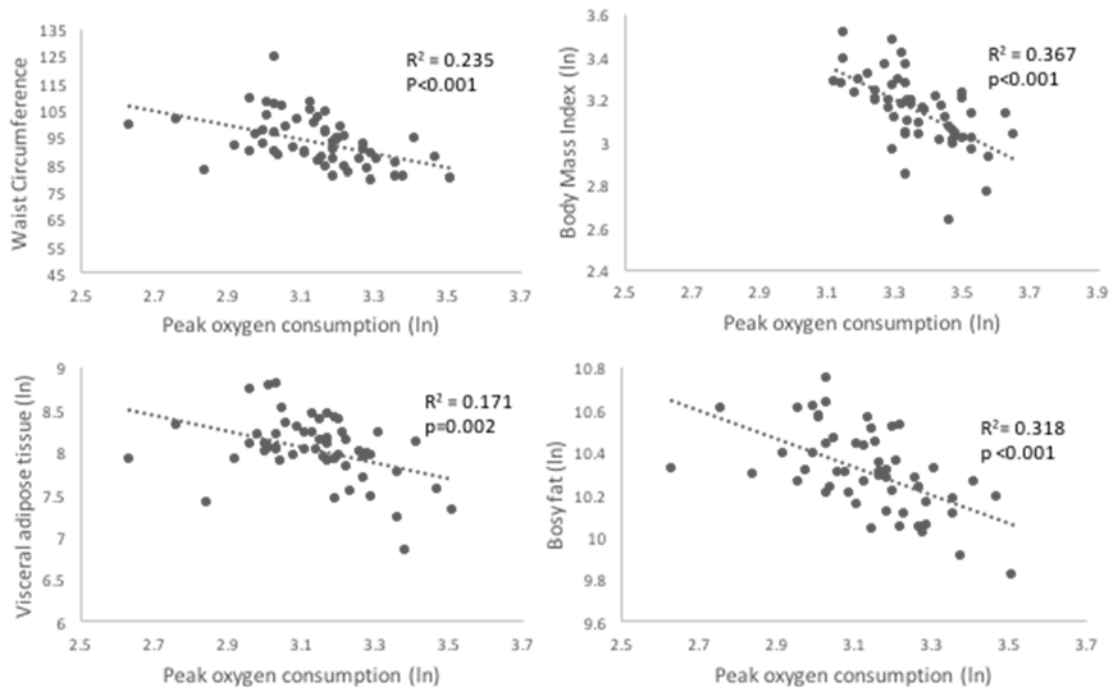 135
125
115
105
95
85
75
65
55
45
Waist Circumference
R² = 0.235
P<0.001
2.5 2.7 2.9 3.1 3.3 3.5 3.7
Peak oxygen consumption (ln)
3.6
3.4
3.2
3
2.8
2.6
2.4
Body Mass Index (ln)
R² = 0.367
p<0.001
2.5 2.7 2.9 3.1 3.3 3.5 3.7 3.9
Peak oxygen consumption (ln)
9
8.5
8
7.5
7
6.5
6
Visceral adipose tissue (ln)
R² = 0.171
p=0.002
2.5 2.7 2.9 3.1 3.3 3.5 3.7
Peak oxygen consumption (ln)
10.8
10.6
10.4
10.2
10
9.8
9.6
Bosy fat (ln)
R²= 0.318
p <0.001
2.5 2.7 2.9 3.1 3.3 3.5 3.7
Peak oxygen consumption (ln)